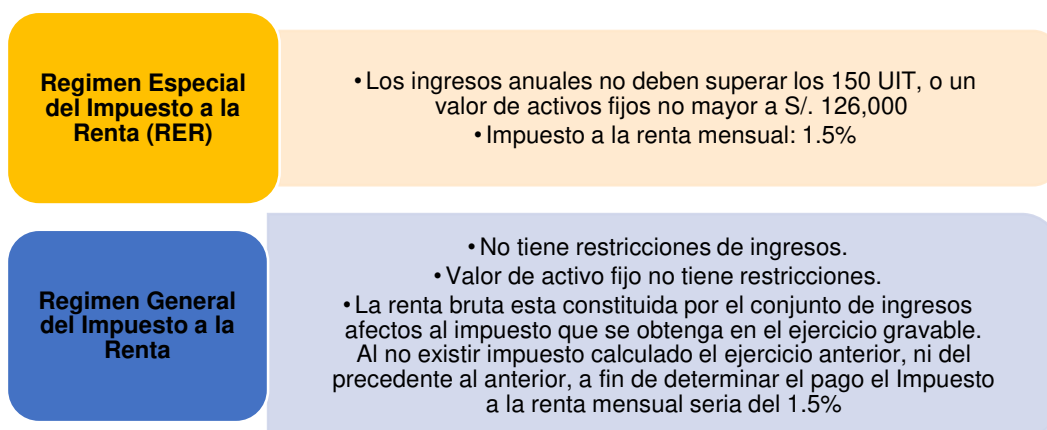 Regimen Especial
del Impuesto a la
Renta (RER)
• Los ingresos anuales no deben superar los 150 UIT, o un
valor de activos fijos no mayor a S/. 126,000
• Impuesto a la renta mensual: 1.5%
Regimen General
del Impuesto a la
Renta
• No tiene restricciones de ingresos.
• Valor de activo fijo no tiene restricciones.
• La renta bruta esta constituida por el conjunto de ingresos
afectos al impuesto que se obtenga en el ejercicio gravable.
Al no existir impuesto calculado el ejercicio anterior, ni del
precedente al anterior, a fin de determinar el pago el Impuesto
a la renta mensual seria del 1.5%